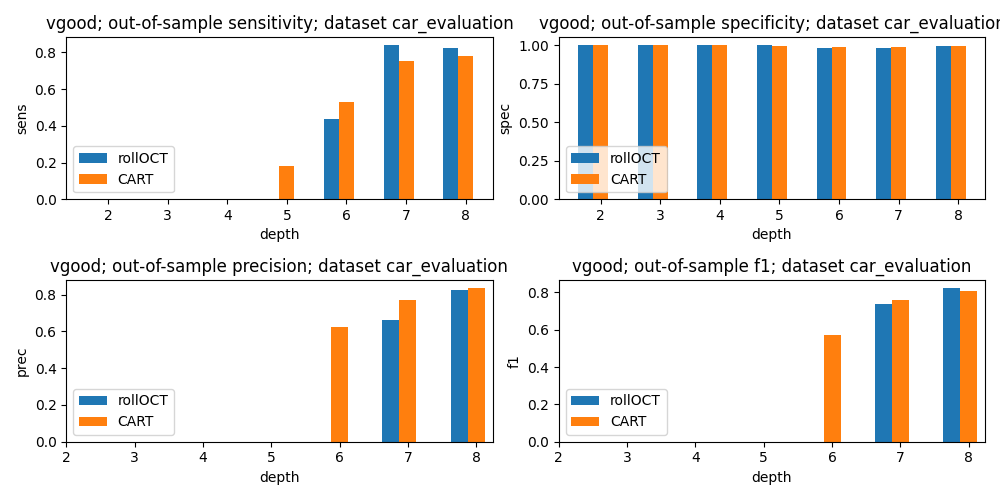 vgood; out-of-sample sensitivity; dataset car_evaluation
sens
0.8
0.6
0.4
0.2
0.0
rollOCT
CART
2 3 4 5 6 7 8
depth
vgood; out-of-sample specificity; dataset car_evaluation
spec
1.00
0.75
0.50
0.25
0.00
rollOCT
CART
2 3 4 5 6 7 8
depth
vgood; out-of-sample precision; dataset car_evaluation
prec
0.8
0.6
0.4
0.2
0.0
rollOCT
CART
2 3 4 5 6 7 8
depth
vgood; out-of-sample f1; dataset car_evaluation
f1
0.8
0.6
0.4
0.2
0.0
rollOCT
CART
2 3 4 5 6 7 8
depth